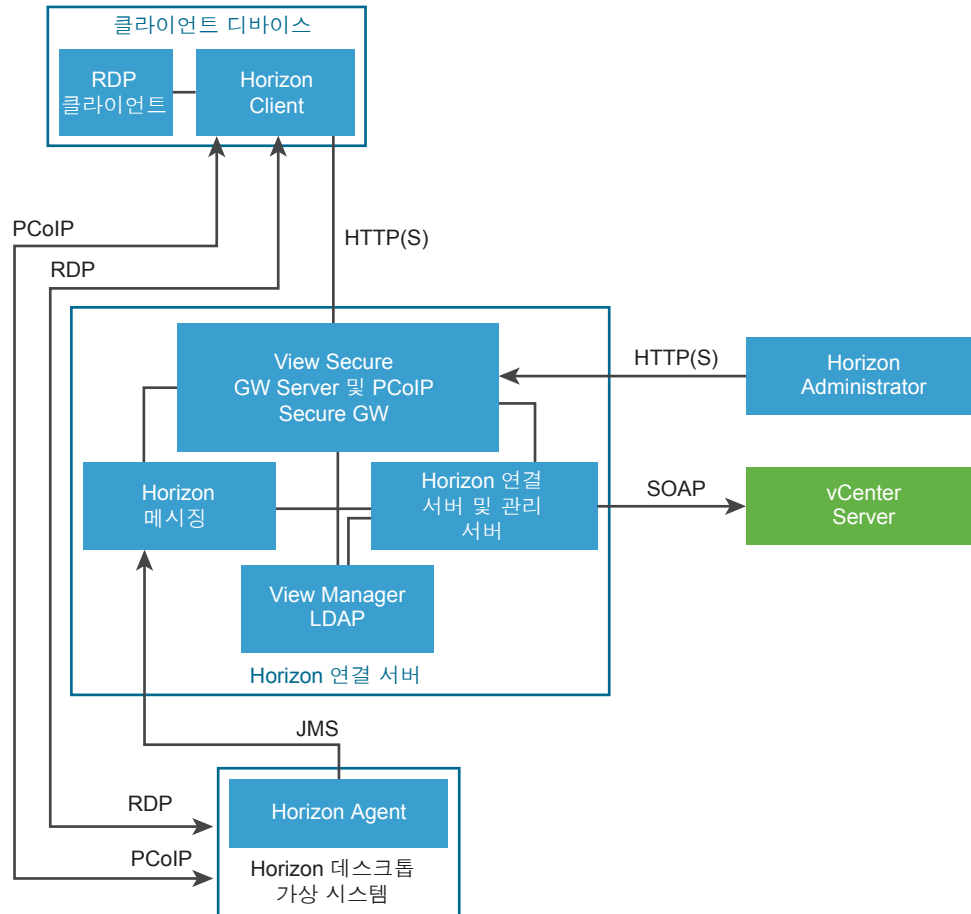 클라이언트 디바이스
RDP
클라이언트
Horizon
Client
PCoIP
HTTP(S)
RDP
View Secure
GW Server 및 PCoIP
Secure GW
HTTP(S)
Horizon
Administrator
Horizon
메시징
Horizon 연결
서버 및 관리
서버
SOAP
vCenter
Server
View Manager
LDAP
Horizon 연결 서버
JMS
RDP
Horizon Agent
PCoIP
Horizon 데스크톱
가상 시스템